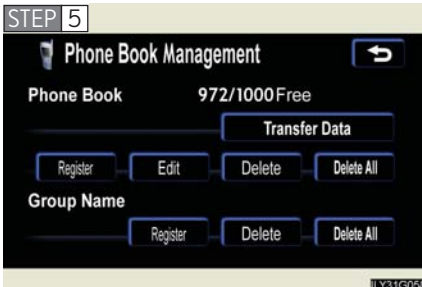 STEP 5
Phone Book Management
Phone Book 972/1000 Free
Transfer Data
Register Edit Delete Delete All
Group Name
Register Delete Delete All